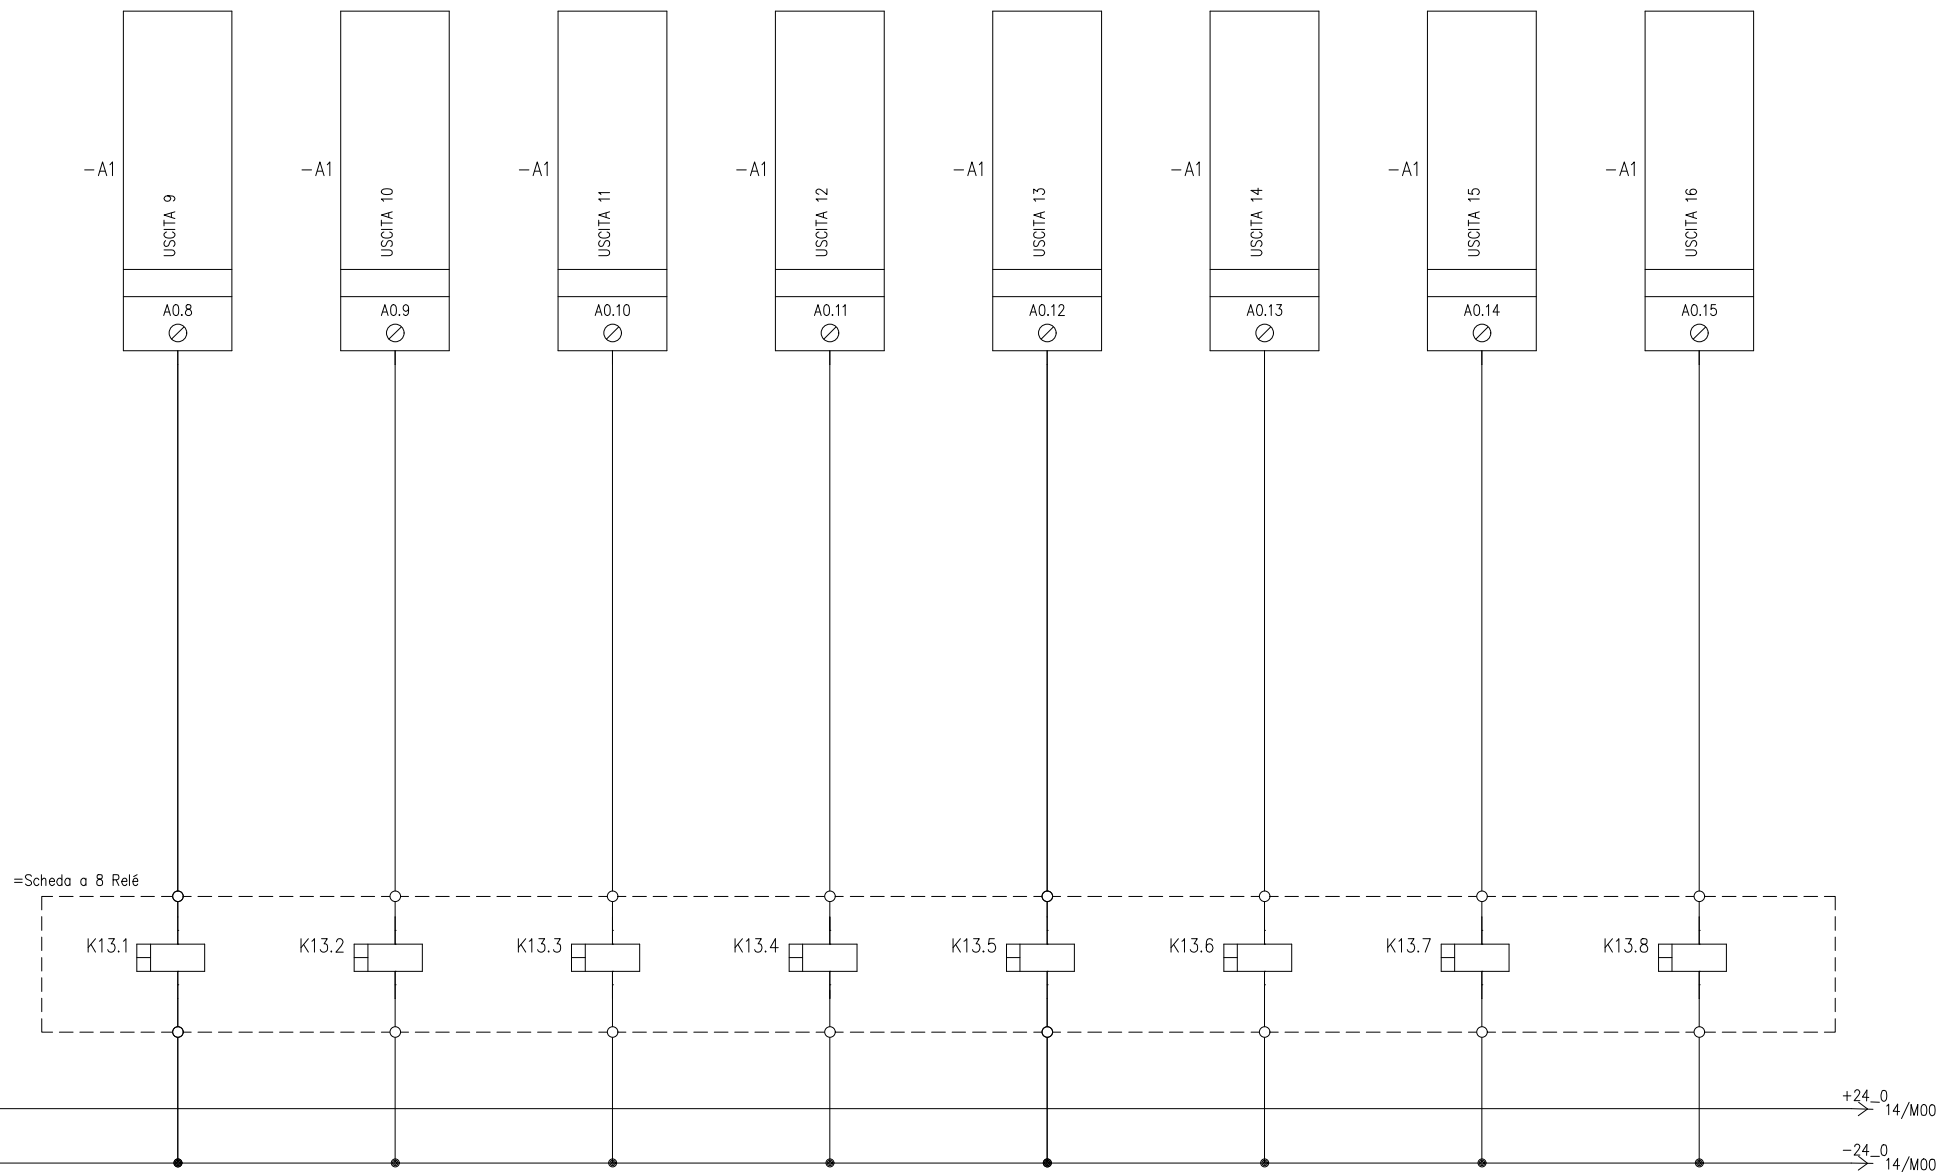 -A1 -A1 -A1 -A1 -A1 -A1 -A1 -A1
USCITA 9
USCITA 10
USCITA 11
USCITA 12
USCITA 13
USCITA 14
USCITA 15
USCITA 16
A0.8 A0.9 A0.10 A0.11 A0.12 A0.13 A0.14 A0.15
=Scheda a 8 Relé
K13.1 K13.2 K13.3 K13.4 K13.5 K13.6 K13.7 K13.8
+24_0
14/M00
-24_0
14/M00